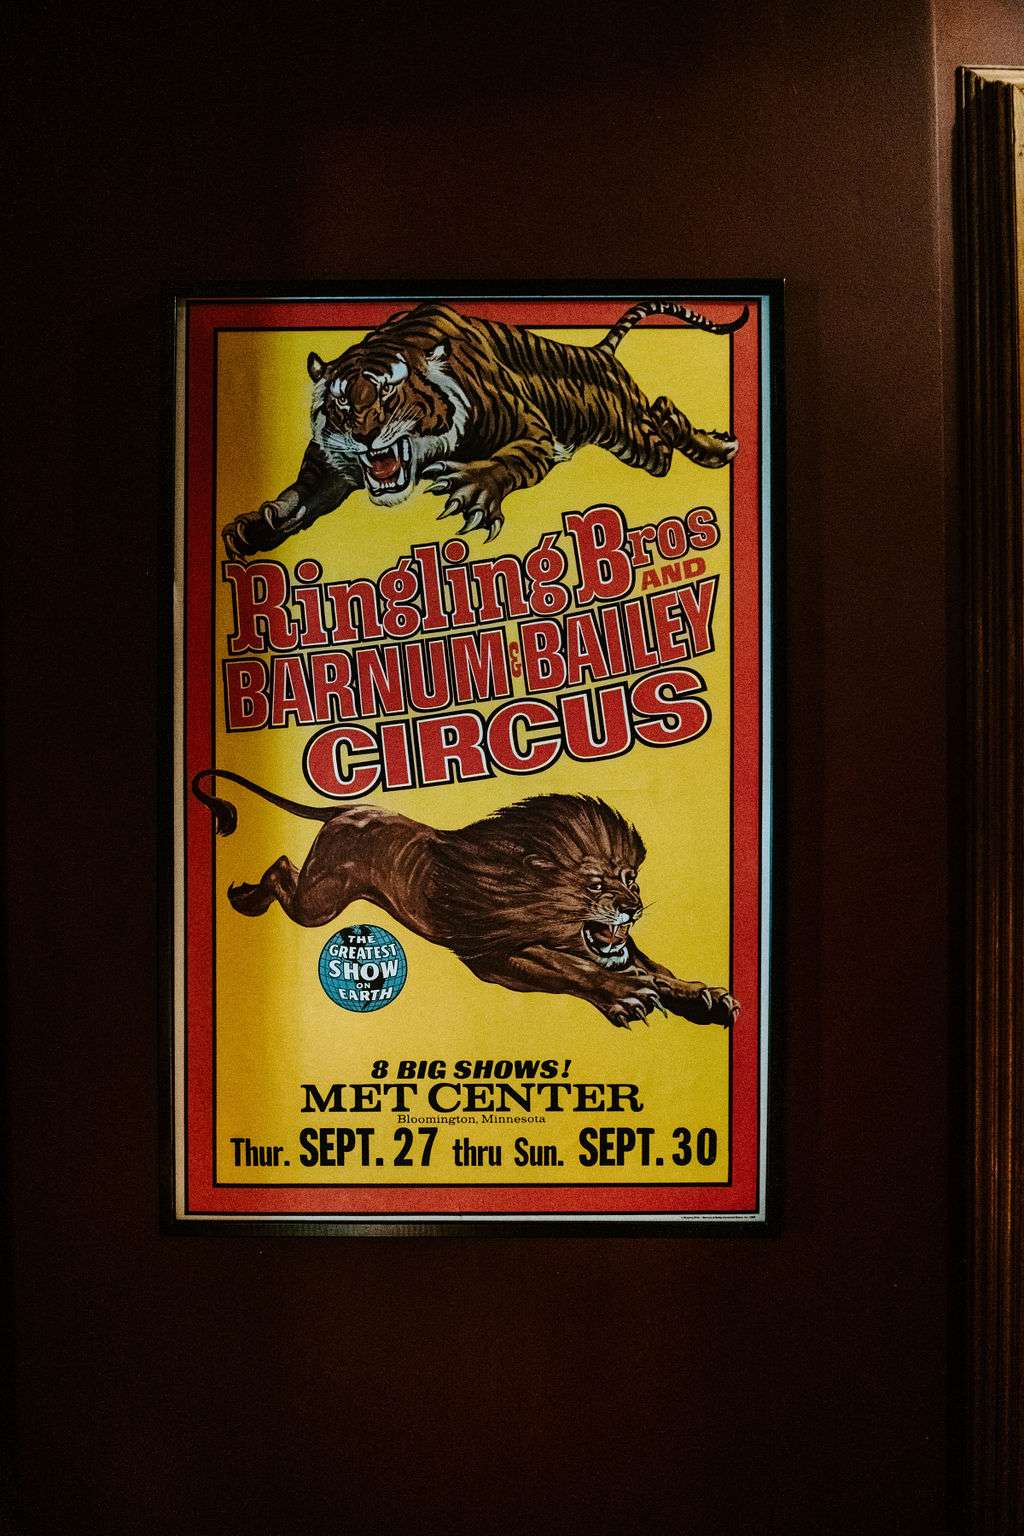 Ringling Bros
AND
BARNUM & BAILEY
CIRCUS
THE
GREATEST
SHOW
ON
EARTH
8 BIG SHOWS!
MET CENTER
Bloomington, Minnesota
Thur. SEPT. 27 thru Sun. SEPT. 30